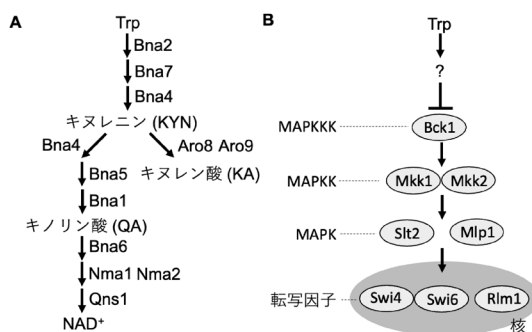 A
Trp
Bna2
Bna7
Bna4
キヌレニン (KYN)
Bna4
Aro8 Aro9
Bna5
キヌレン酸 (KA)
Bna1
キノリン酸 (QA)
Bna6
Nma1 Nma2
Qns1
NAD⁺
B
Trp
?
MAPKKK
Bck1
MAPKK
Mkk1
Mkk2
MAPK
Slt2
Mlp1
転写因子
Swi4
Swi6
Rlm1
核